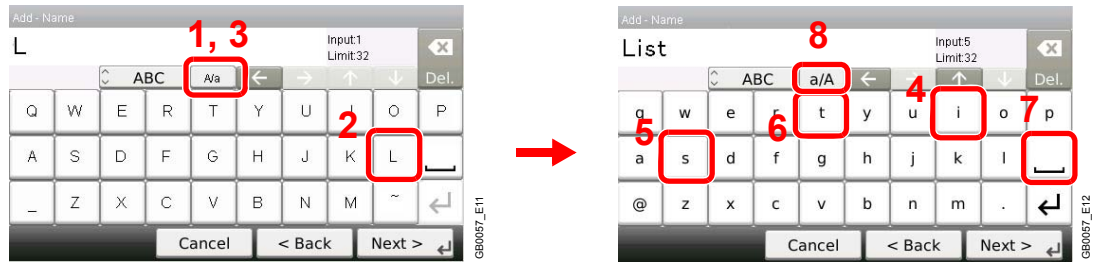 Add - Name
L
1, 3
Input:1
Limit:32
ABC
A/a
Del.
Q W E R T Y U J O P
2
A S D F G H J K L
_ Z X C V B N M ~
Cancel
< Back
Next >
GB0057_E11
Add - Name
List
8
Input:5
Limit:32
ABC
a/A
Del.
4
q w e r t y u i o p
5
6
7
a s d f g h j k l
@ z x c v b n m .
Cancel
< Back
Next >
GB0057_E12